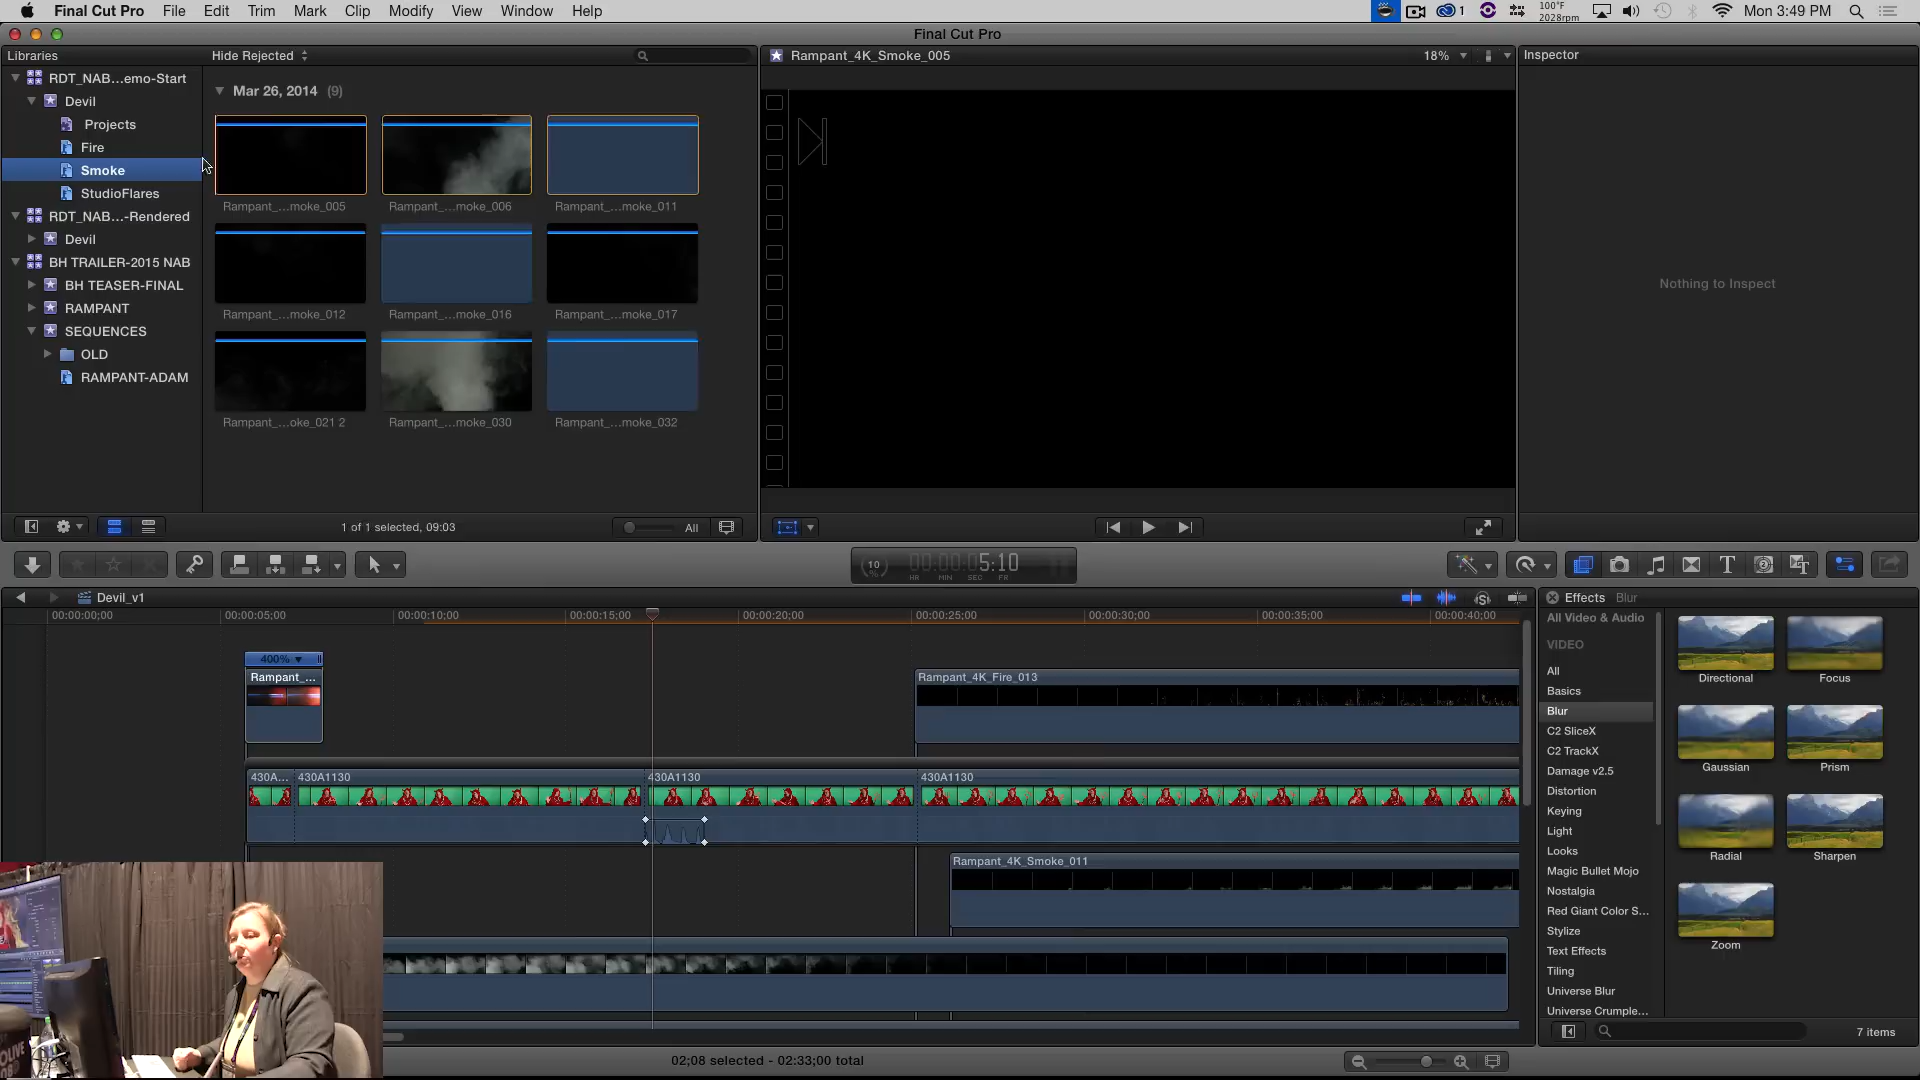 Final Cut Pro File Edit Trim Mark Clip Modify View Window Help
1 100°F 2028rpm Mon 3:49 PM
Final Cut Pro
Libraries
Hide Rejected
Rampant_4K_Smoke_005
18%
Inspector
RDT_NAB...emo-Start
Devil
Projects
Fire
Smoke
StudioFlares
RDT_NAB...-Rendered
Devil
BH TRAILER-2015 NAB
BH TEASER-FINAL
RAMPANT
SEQUENCES
OLD
RAMPANT-ADAM
Mar 26, 2014 (9)
Rampant_...moke_005
Rampant_...moke_006
Rampant_...moke_011
Rampant_...moke_012
Rampant_...moke_016
Rampant_...moke_017
Rampant_...oke_021 2
Rampant_...moke_030
Rampant_...moke_032
Nothing to Inspect
1 of 1 selected, 09:03
All
10 %
00:00:05:10
HR MIN SEC FR
Devil_v1
00:00:00;00
00:00:05;00
00:00:10;00
00:00:15;00
00:00:20;00
00:00:25;00
00:00:30;00
00:00:35;00
00:00:40;00
400%
Rampant_...
Rampant_4K_Fire_013
430A...
430A1130
430A1130
430A1130
Rampant_4K_Smoke_011
02;08 selected - 02:33;00 total
Effects Blur
All Video & Audio
VIDEO
All
Basics
Blur
C2 SliceX
C2 TrackX
Damage v2.5
Distortion
Keying
Light
Looks
Magic Bullet Mojo
Nostalgia
Red Giant Color S...
Stylize
Text Effects
Tiling
Universe Blur
Universe Crumple...
Directional
Focus
Gaussian
Prism
Radial
Sharpen
Zoom
7 items